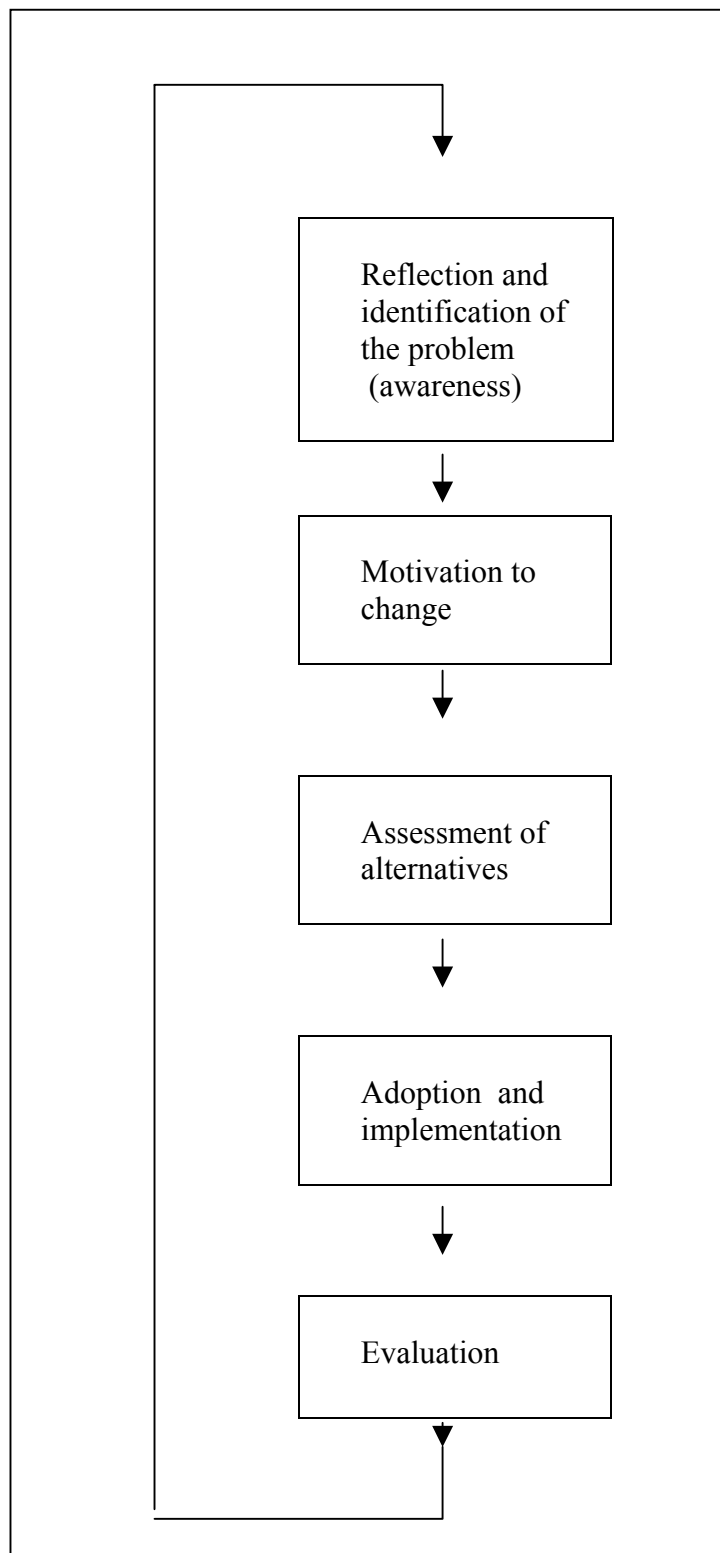 Reflection and
identification of
the problem
(awareness)
Motivation to
change
Assessment of
alternatives
Adoption and
implementation
Evaluation